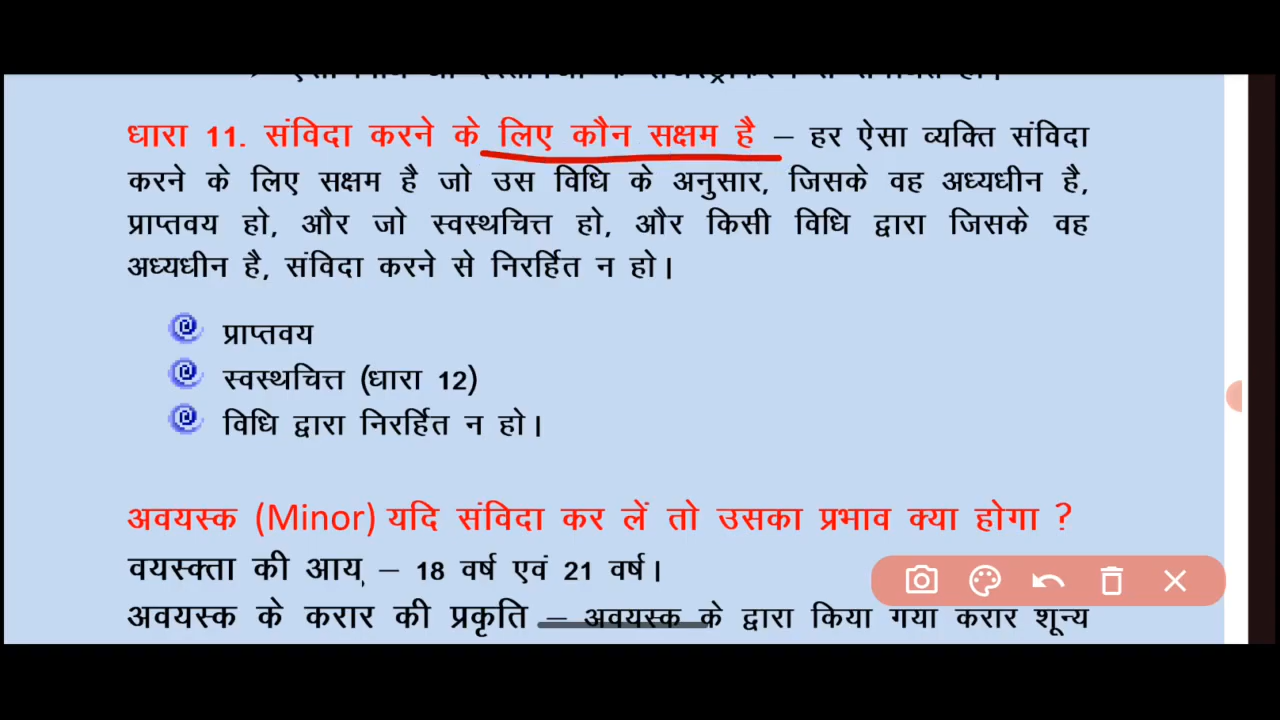 धारा 11. संविदा करने के लिए कौन सक्षम है – हर ऐसा व्यक्ति संविदा
करने के लिए सक्षम है जो उस विधि के अनुसार, जिसके वह अध्यधीन है,
प्राप्तवय हो, और जो स्वस्थचित्त हो, और किसी विधि द्वारा जिसके वह
अध्यधीन है, संविदा करने से निरर्हित न हो।
प्राप्तवय
स्वस्थचित्त (धारा 12)
विधि द्वारा निरर्हित न हो।
अवयस्क (Minor) यदि संविदा कर लें तो उसका प्रभाव क्या होगा ?
वयस्क्ता की आयु – 18 वर्ष एवं 21 वर्ष।
अवयस्क के करार की प्रकृति – अवयस्क के द्वारा किया गया करार शून्य